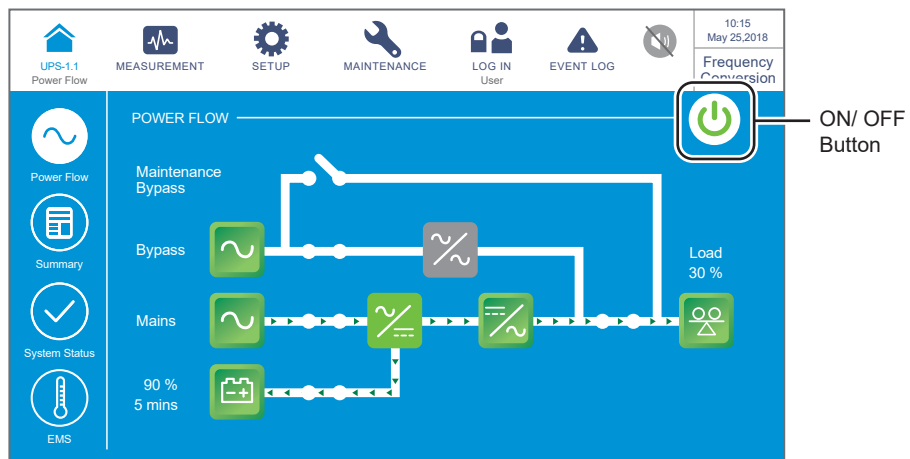 UPS-1.1
Power Flow
MEASUREMENT
SETUP
MAINTENANCE
LOG IN
User
EVENT LOG
10:15
May 25,2018
Frequency
Conversion
ON/ OFF
Button
Power Flow
Summary
System Status
EMS
POWER FLOW
Maintenance
Bypass
Bypass
Load
30 %
Mains
90 %
5 mins